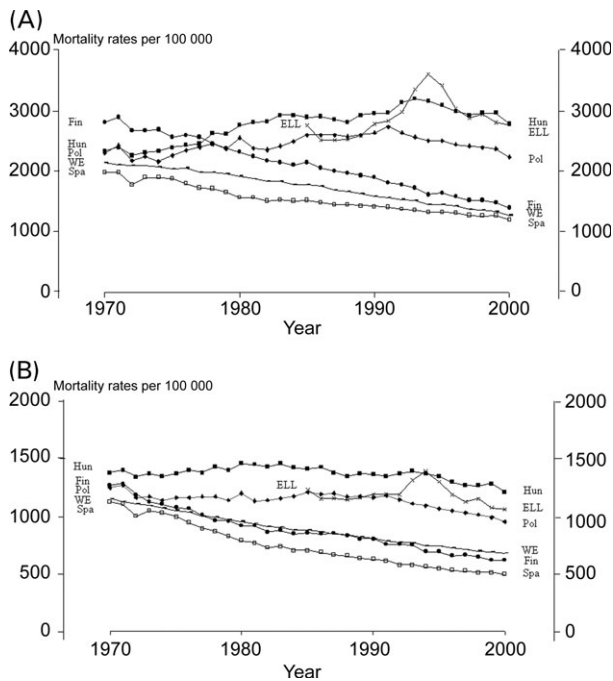 (A)
Mortality rates per 100 000
4000 4000
Fin ELL Hun
3000 3000
ELL
Hun
Pol Pol
WE
2000 2000
Spa
Fin
WE
1000 1000
Spa
0 0
1970 1980 1990 2000
Year
(B)
Mortality rates per 100 000
2000 2000
1500 1500
Hun
Fin ELL Hun
Pol
WE ELL
1000 1000
Spa Pol
WE
Fin
500 500
Spa
0 0
1970 1980 1990 2000
Year